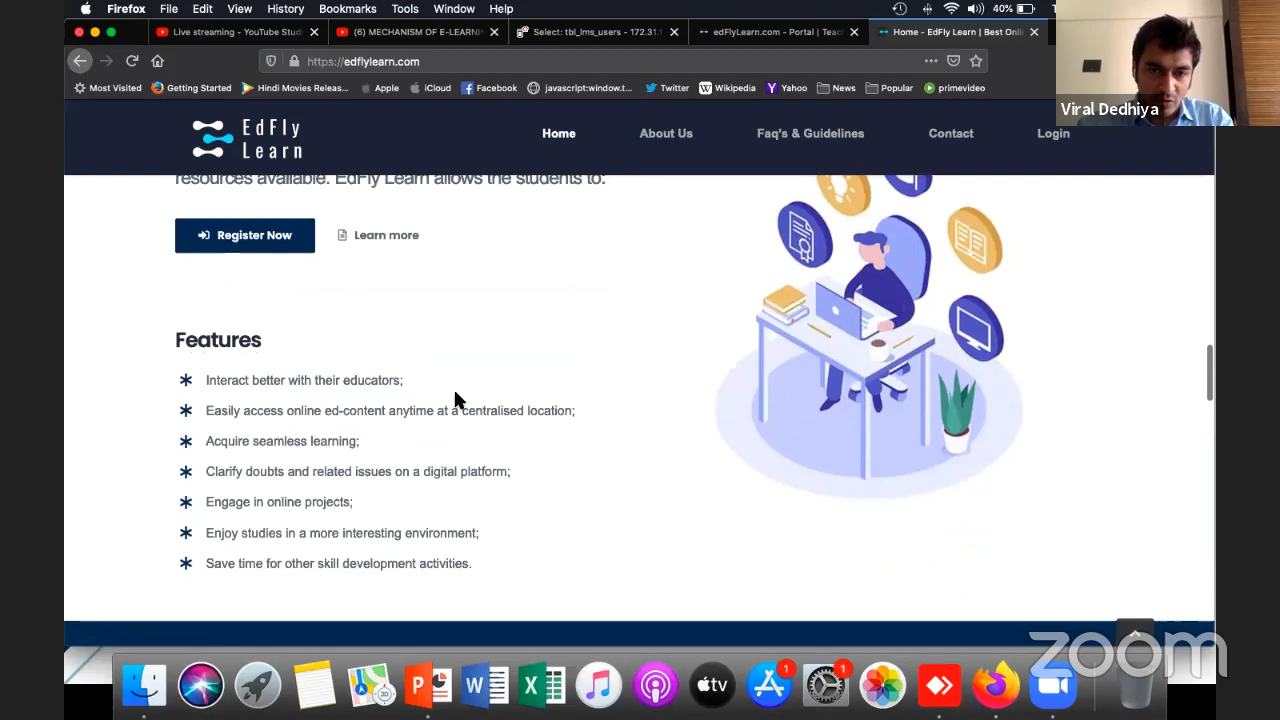 Firefox File Edit View History Bookmarks Tools Window Help 40%
Live streaming - YouTube Stud (6) MECHANISM OF E-LEARNIN Select: tbl_lms_users - 172.31.1 edFlyLearn.com - Portal | Teac Home - EdFly Learn | Best Onli
https://edflylearn.com
Most Visited Getting Started Hindi Movies Releas... Apple iCloud Facebook javascript:window.t... Twitter Wikipedia Yahoo News Popular primevideo
Viral Dedhiya
EdFly
Learn
Home About Us Faq's & Guidelines Contact Login
resources available. EdFly Learn allows the students to:
Register Now Learn more
Features
Interact better with their educators;
Easily access online ed-content anytime at a centralised location;
Acquire seamless learning;
Clarify doubts and related issues on a digital platform;
Engage in online projects;
Enjoy studies in a more interesting environment;
Save time for other skill development activities.
zoom
3D
P W X tv 1 1